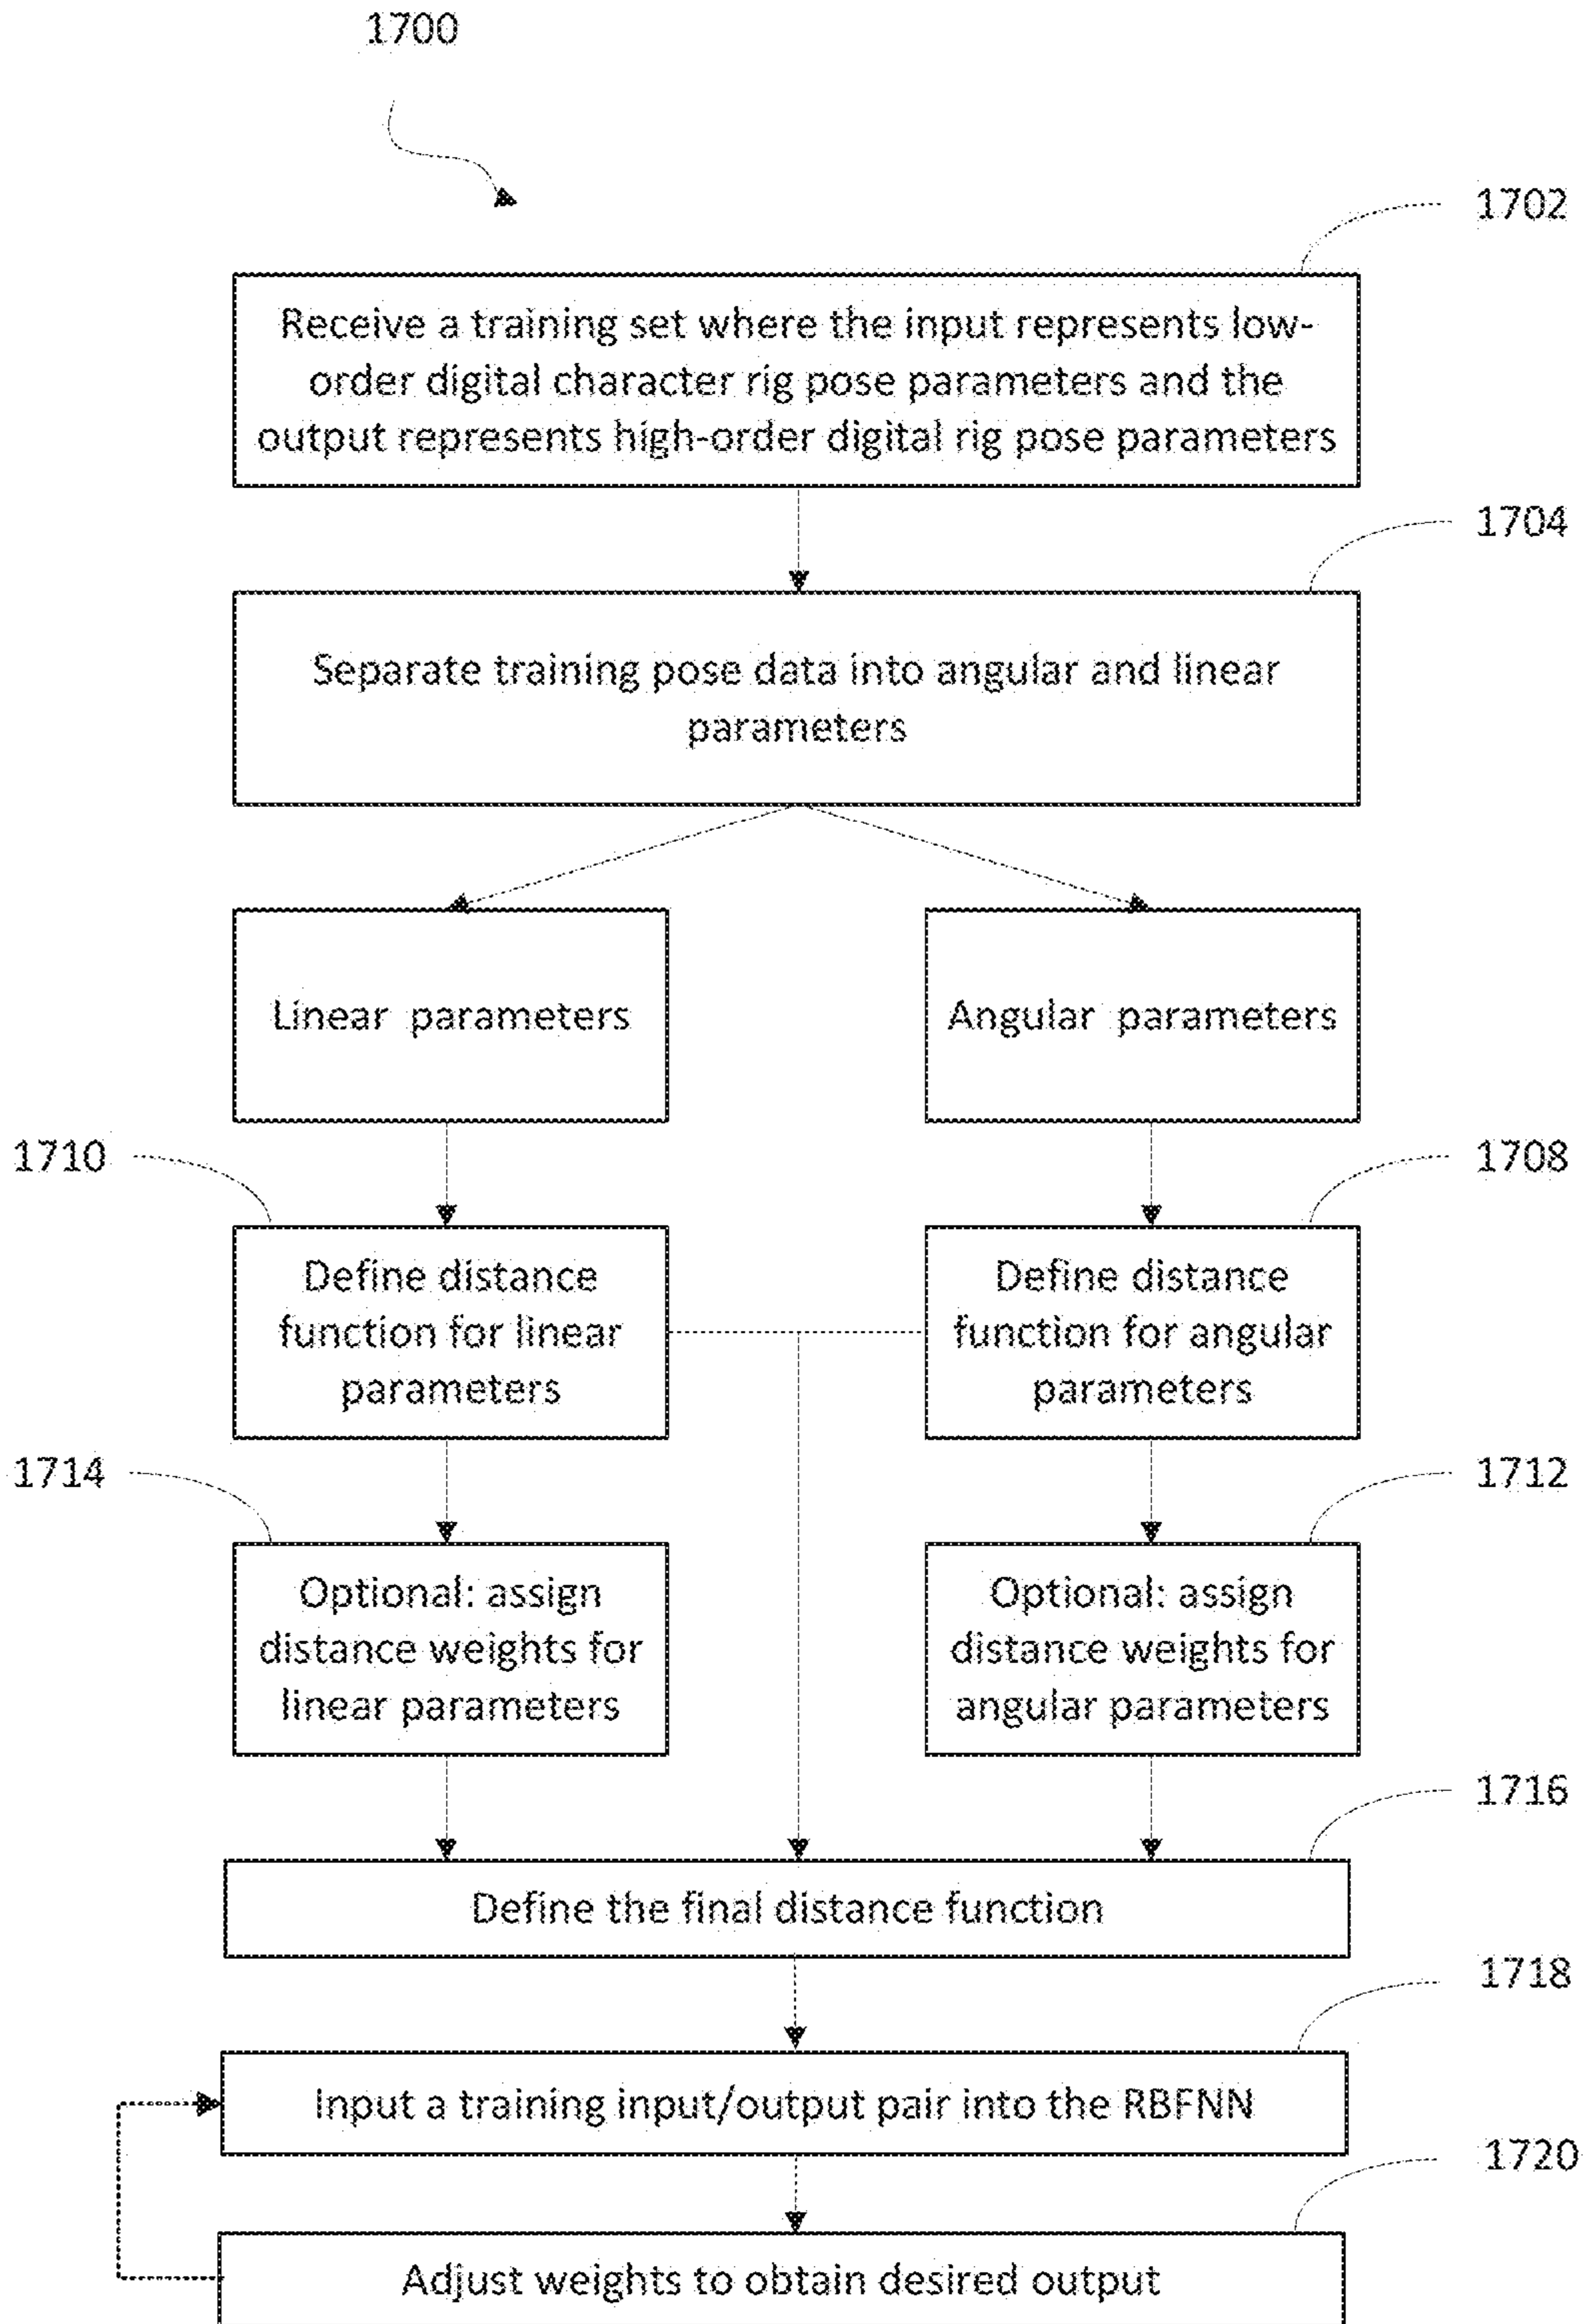 1700
1702
Receive a training set where the input represents low-
order digital character rig pose parameters and the
output represents high-order digital rig pose parameters
1704
Separate training pose data into angular and linear
parameters
Linear parameters
Angular parameters
1710
1708
Define distance
function for linear
parameters
Define distance
function for angular
parameters
1714
1712
Optional: assign
distance weights for
linear parameters
Optional: assign
distance weights for
angular parameters
1716
Define the final distance function
1718
Input a training input/output pair into the RBFNN
1720
Adjust weights to obtain desired output